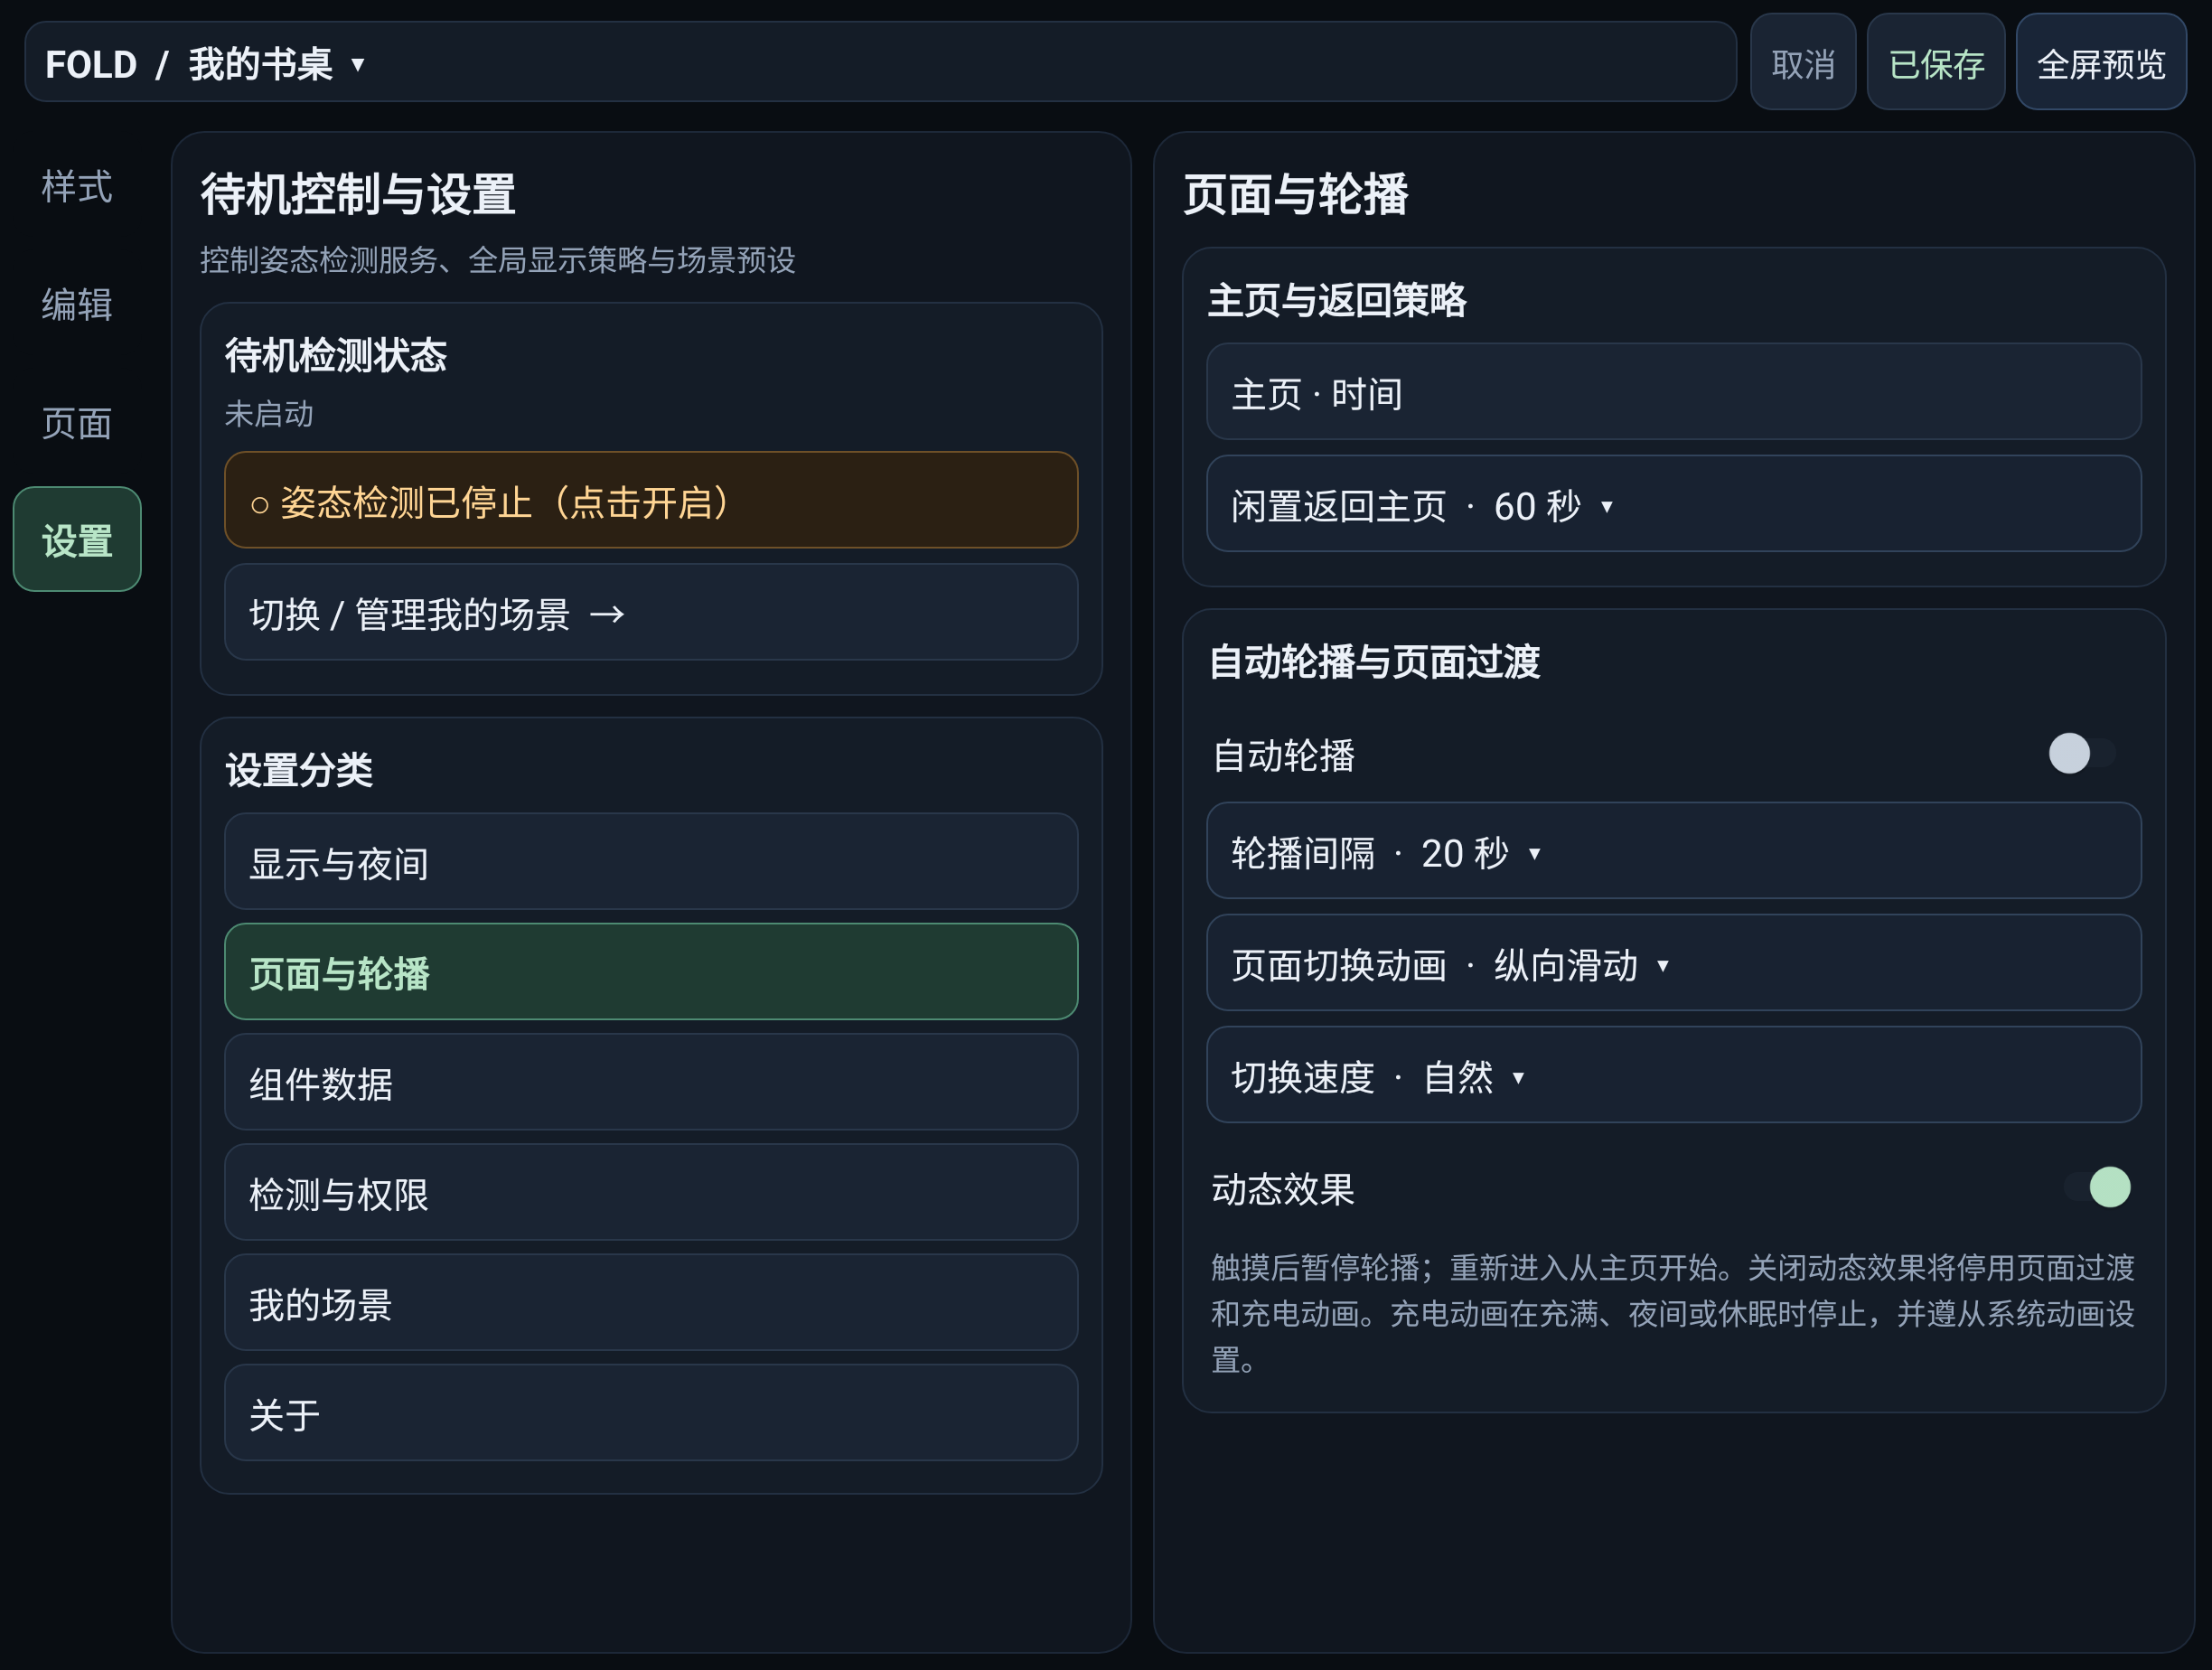 FOLD / 我的书桌 ▾
取消
已保存
全屏预览
样式
编辑
页面
设置
待机控制与设置
控制姿态检测服务、全局显示策略与场景预设
待机检测状态
未启动
○ 姿态检测已停止（点击开启）
切换 / 管理我的场景 →
设置分类
显示与夜间
页面与轮播
组件数据
检测与权限
我的场景
关于
页面与轮播
主页与返回策略
主页 · 时间
闲置返回主页 · 60 秒 ▾
自动轮播与页面过渡
自动轮播
轮播间隔 · 20 秒 ▾
页面切换动画 · 纵向滑动 ▾
切换速度 · 自然 ▾
动态效果
触摸后暂停轮播；重新进入从主页开始。关闭动态效果将停用页面过渡
和充电动画。充电动画在充满、夜间或休眠时停止，并遵从系统动画设
置。